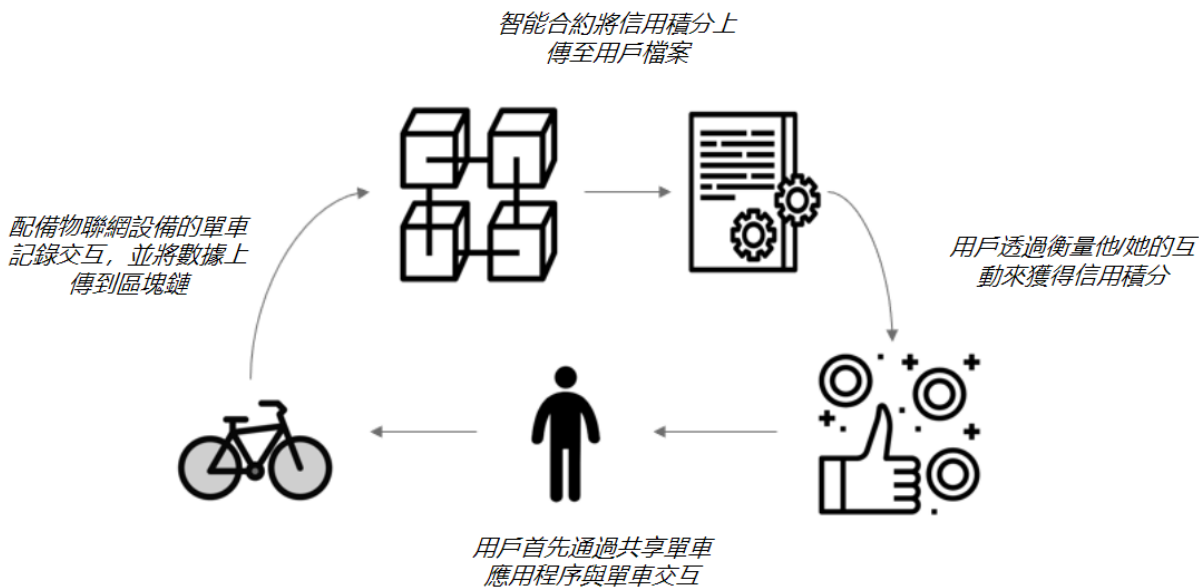 智能合約將信用積分上
傳至用戶檔案
配備物聯網設備的單車
記錄交互，並將數據上
傳到區塊鏈
用戶透過衡量他/她的互
動來獲得信用積分
用戶首先通過共享單車
應用程序與單車交互